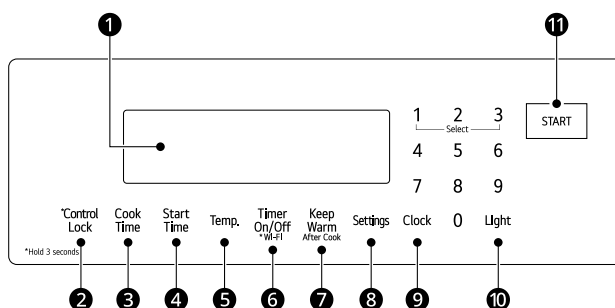 1
11
1 2 3
Select
START
4 5 6
7 8 9
*Control Lock
Cook Time
Start Time
Temp.
Timer On/Off
*Wi-Fi
Keep Warm
After Cook
Settings
Clock
0
Light
*Hold 3 seconds
2 3 4 5 6 7 8 9 10